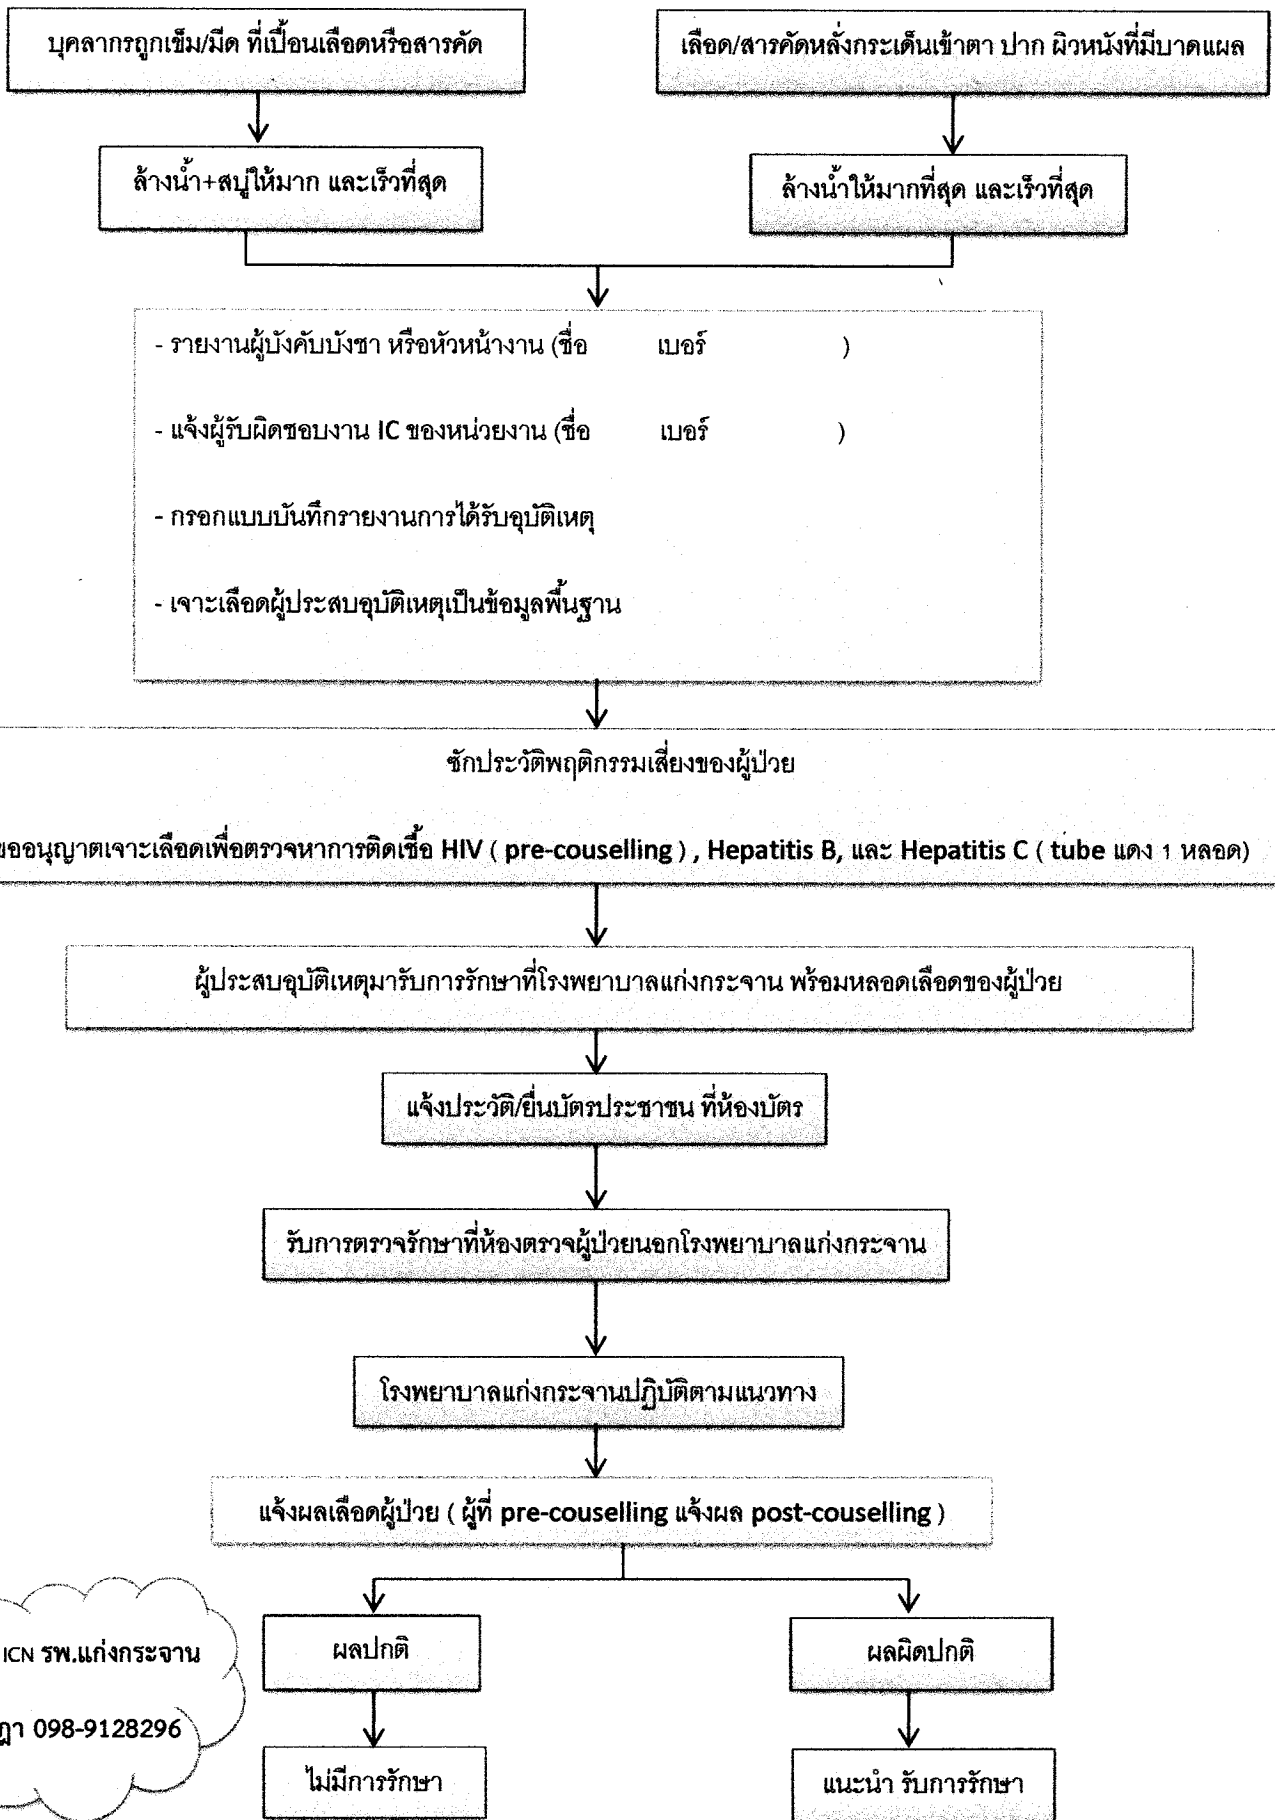 บุคลากรถูกเข็ม/มีด ที่เปื้อนเลือดหรือสารคัด
เลือด/สารคัดหลั่งกระเด็นเข้าตา ปาก ผิวหนังที่มีบาดแผล
ล้างน้ำ+สบู่ให้มาก และเร็วที่สุด
ล้างน้ำให้มากที่สุด และเร็วที่สุด
- รายงานผู้บังคับบังชา หรือหัวหน้างาน (ชื่อ เบอร์ )
- แจ้งผู้รับผิดชอบงาน IC ของหน่วยงาน (ชื่อ เบอร์ )
- กรอกแบบบันทึกรายงานการได้รับอุบัติเหตุ
- เจาะเลือดผู้ประสบอุบัติเหตุเป็นข้อมูลพื้นฐาน
ซักประวัติพฤติกรรมเสี่ยงของผู้ป่วย
ขออนุญาตเจาะเลือดเพื่อตรวจหาการติดเชื้อ HIV ( pre-couselling ) , Hepatitis B, และ Hepatitis C ( tube แดง 1 หลอด)
ผู้ประสบอุบัติเหตุมารับการรักษาที่โรงพยาบาลแก่งกระจาน พร้อมหลอดเลือดของผู้ป่วย
แจ้งประวัติ/ยื่นบัตรประชาชน ที่ห้องบัตร
รับการตรวจรักษาที่ห้องตรวจผู้ป่วยนอกโรงพยาบาลแก่งกระจาน
โรงพยาบาลแก่งกระจานปฏิบัติตามแนวทาง
แจ้งผลเลือดผู้ป่วย ( ผู้ที่ pre-couselling แจ้งผล post-couselling )
ผลปกติ
ผลผิดปกติ
ICN รพ.แก่งกระจาน
098-9128296
ไม่มีการรักษา
แนะนำ รับการรักษา